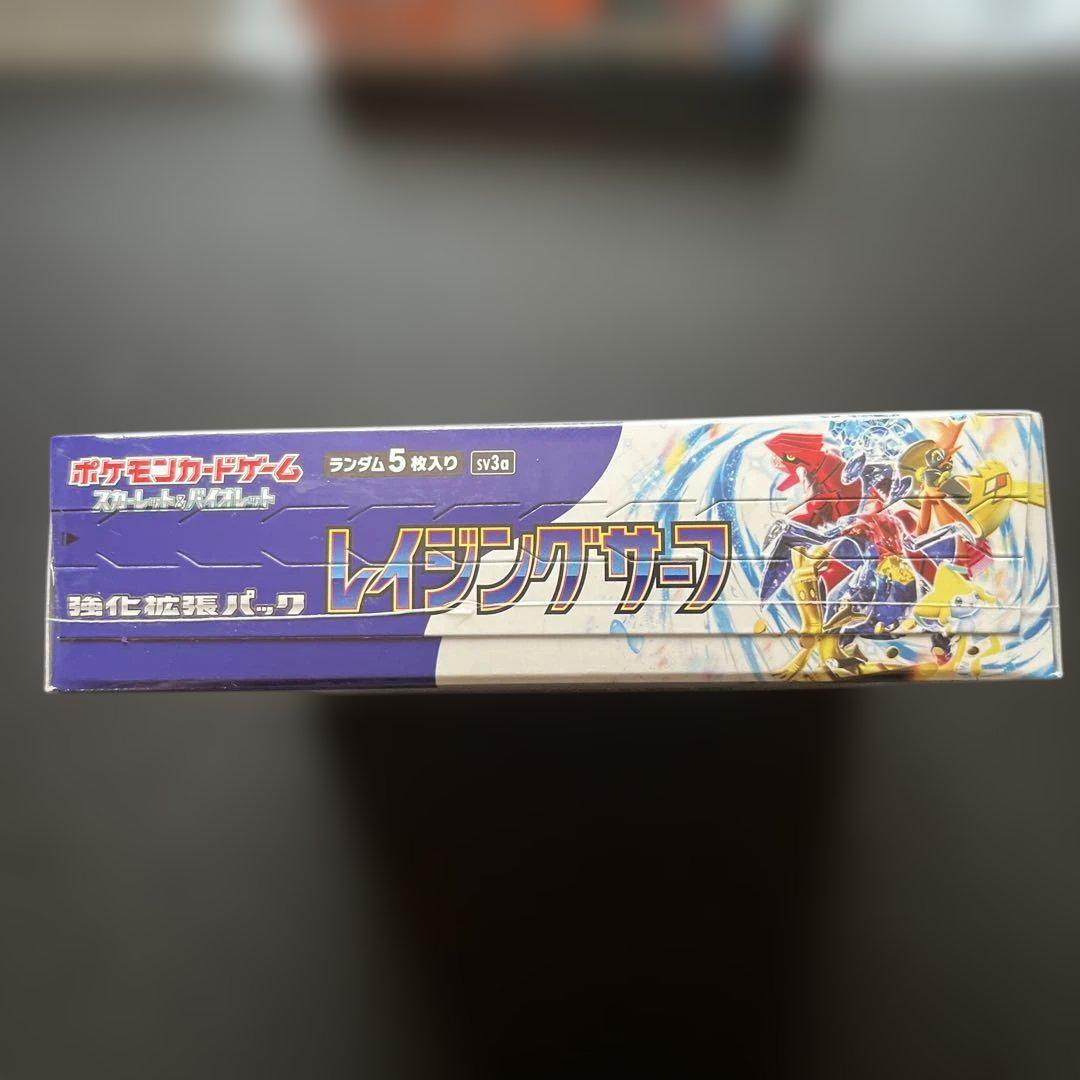 ポケモンカードゲーム
スカーレット&バイオレット
ランダム5枚入り SV3a
強化拡張パック
レイジングサーフ